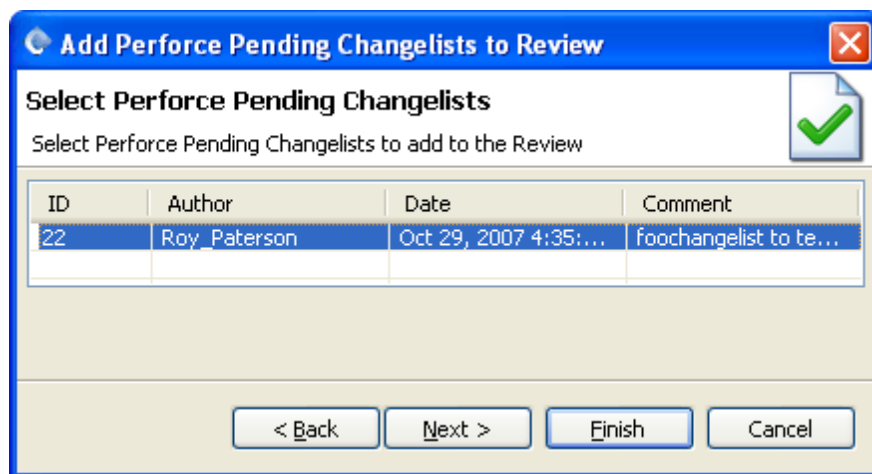 Add Perforce Pending Changelists to Review
Select Perforce Pending Changelists
Select Perforce Pending Changelists to add to the Review
ID Author Date Comment
22 Roy_Paterson Oct 29, 2007 4:35:... foochangelist to te...
< Back Next > Finish Cancel